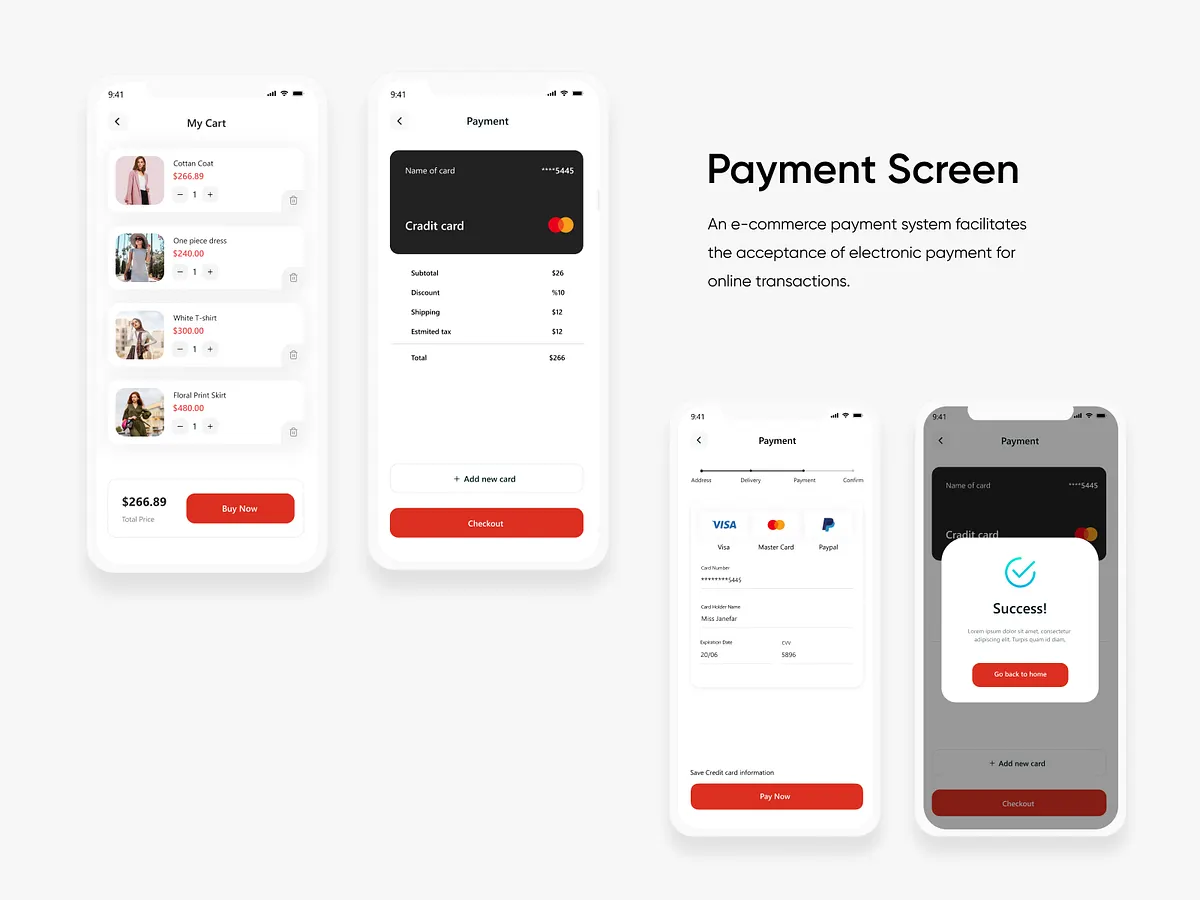 9:41
My Cart
Cottan Coat
$266.89
− 1 +
One piece dress
$240.00
− 1 +
White T-shirt
$300.00
− 1 +
Floral Print Skirt
$480.00
− 1 +
$266.89
Total Price
Buy Now
9:41
Payment
Name of card ****5445
Cradit card
Subtotal $26
Discount %10
Shipping $12
Estmited tax $12
Total $266
+ Add new card
Checkout
Payment Screen
An e-commerce payment system facilitates
the acceptance of electronic payment for
online transactions.
9:41
Payment
Address Delivery Payment Confirm
VISA
Visa Master Card Paypal
Card Number
********5445
Card Holder Name
Miss Janefar
Expiration Date CVV
20/06 5896
Save Credit card information
Pay Now
9:41
Payment
Name of card ****5445
Cradit card
Success!
Lorem ipsum dolor sit amet, consectetur
adipiscing elit. Turpis quam id diam,
Go back to home
+ Add new card
Checkout